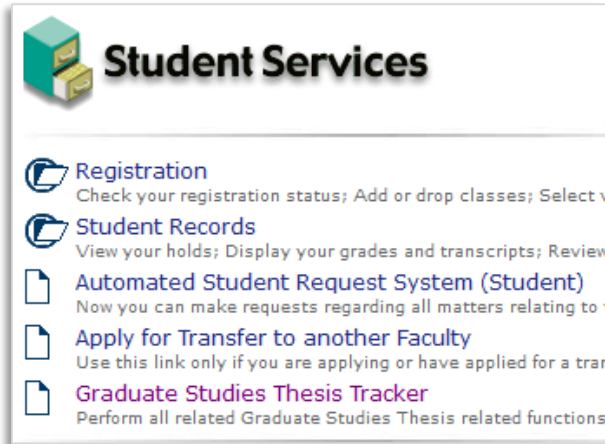 Student Services
Registration
Check your registration status; Add or drop classes; Select
Student Records
View your holds; Display your grades and transcripts; Review
Automated Student Request System (Student)
Now you can make requests regarding all matters relating to
Apply for Transfer to another Faculty
Use this link only if you are applying or have applied for a
Graduate Studies Thesis Tracker
Perform all related Graduate Studies Thesis related functions